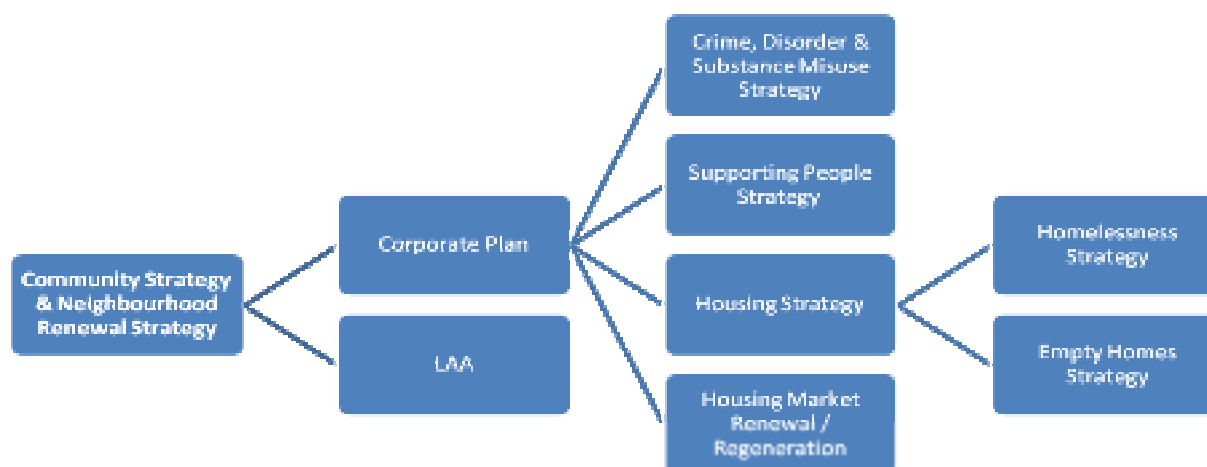 Community Strategy
& Neighbourhood
Renewal Strategy
Corporate Plan
LAA
Crime, Disorder &
Substance Misuse
Strategy
Supporting People
Strategy
Housing Strategy
Housing Market
Renewal /
Regeneration
Homelessness
Strategy
Empty Homes
Strategy